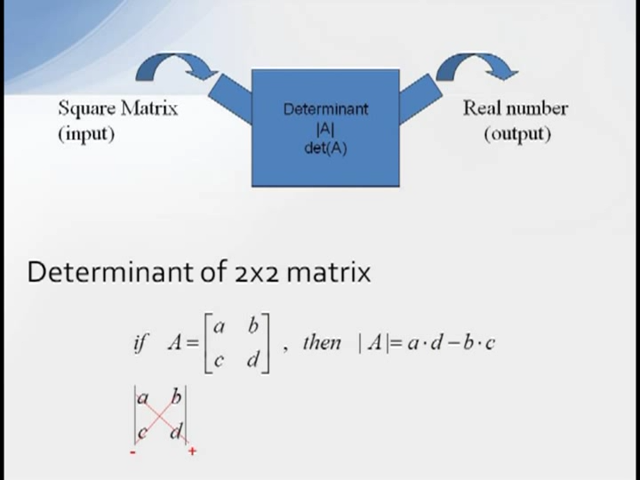 Square Matrix
(input)
Determinant
|A|
det(A)
Real number
(output)
Determinant of 2x2 matrix
if A = [a b
c d] , then |A|= a·d−b·c
|a b|
|c d|
- +